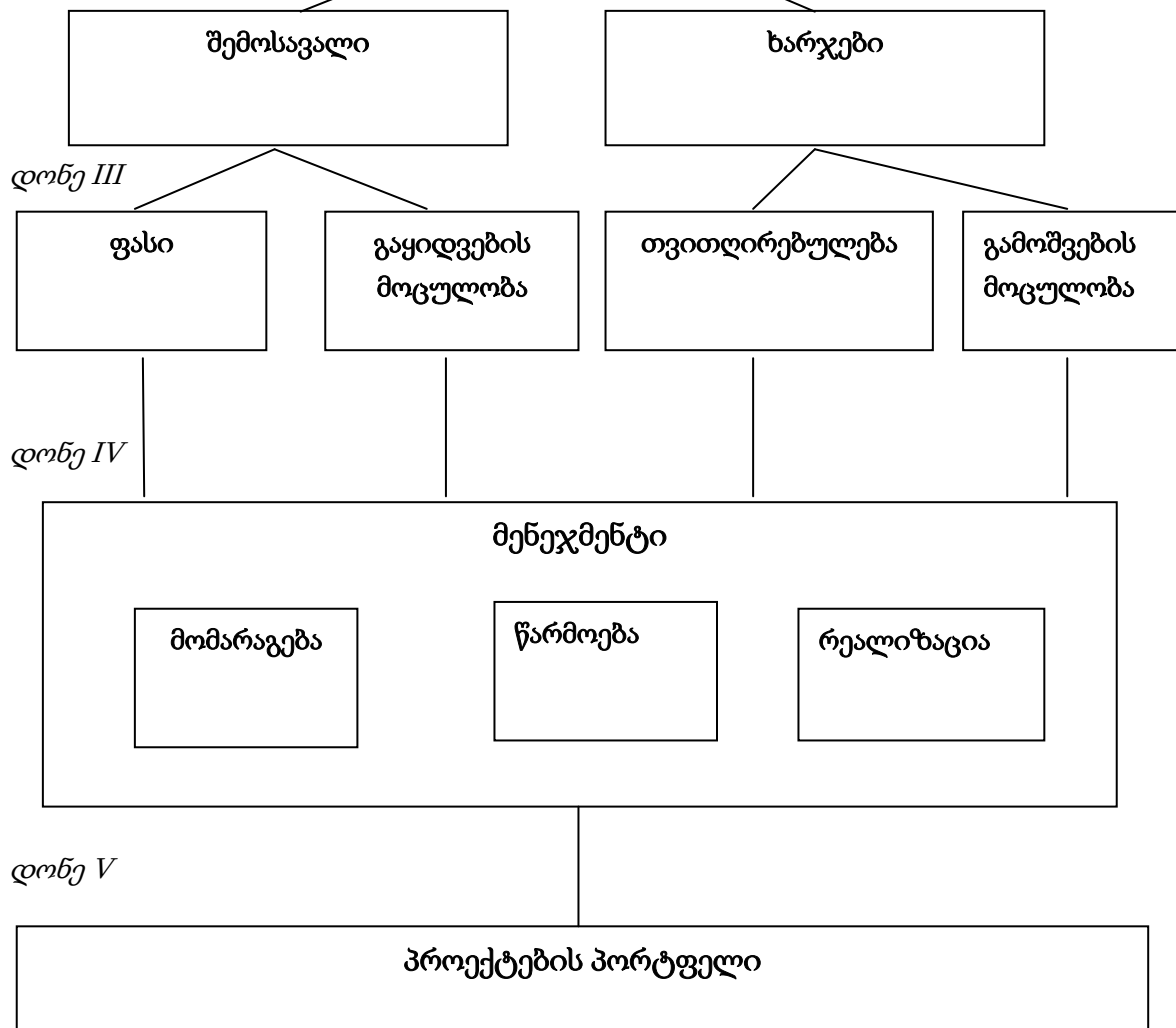 შემოსავალი
ხარჯები
დონე III
ფასი
გაყიდვების
მოცულობა
თვითღირებულება
გამოშვების
მოცულობა
დონე IV
მენეჯმენტი
მომარაგება
წარმოება
რეალიზაცია
დონე V
პროექტების პორტფელი